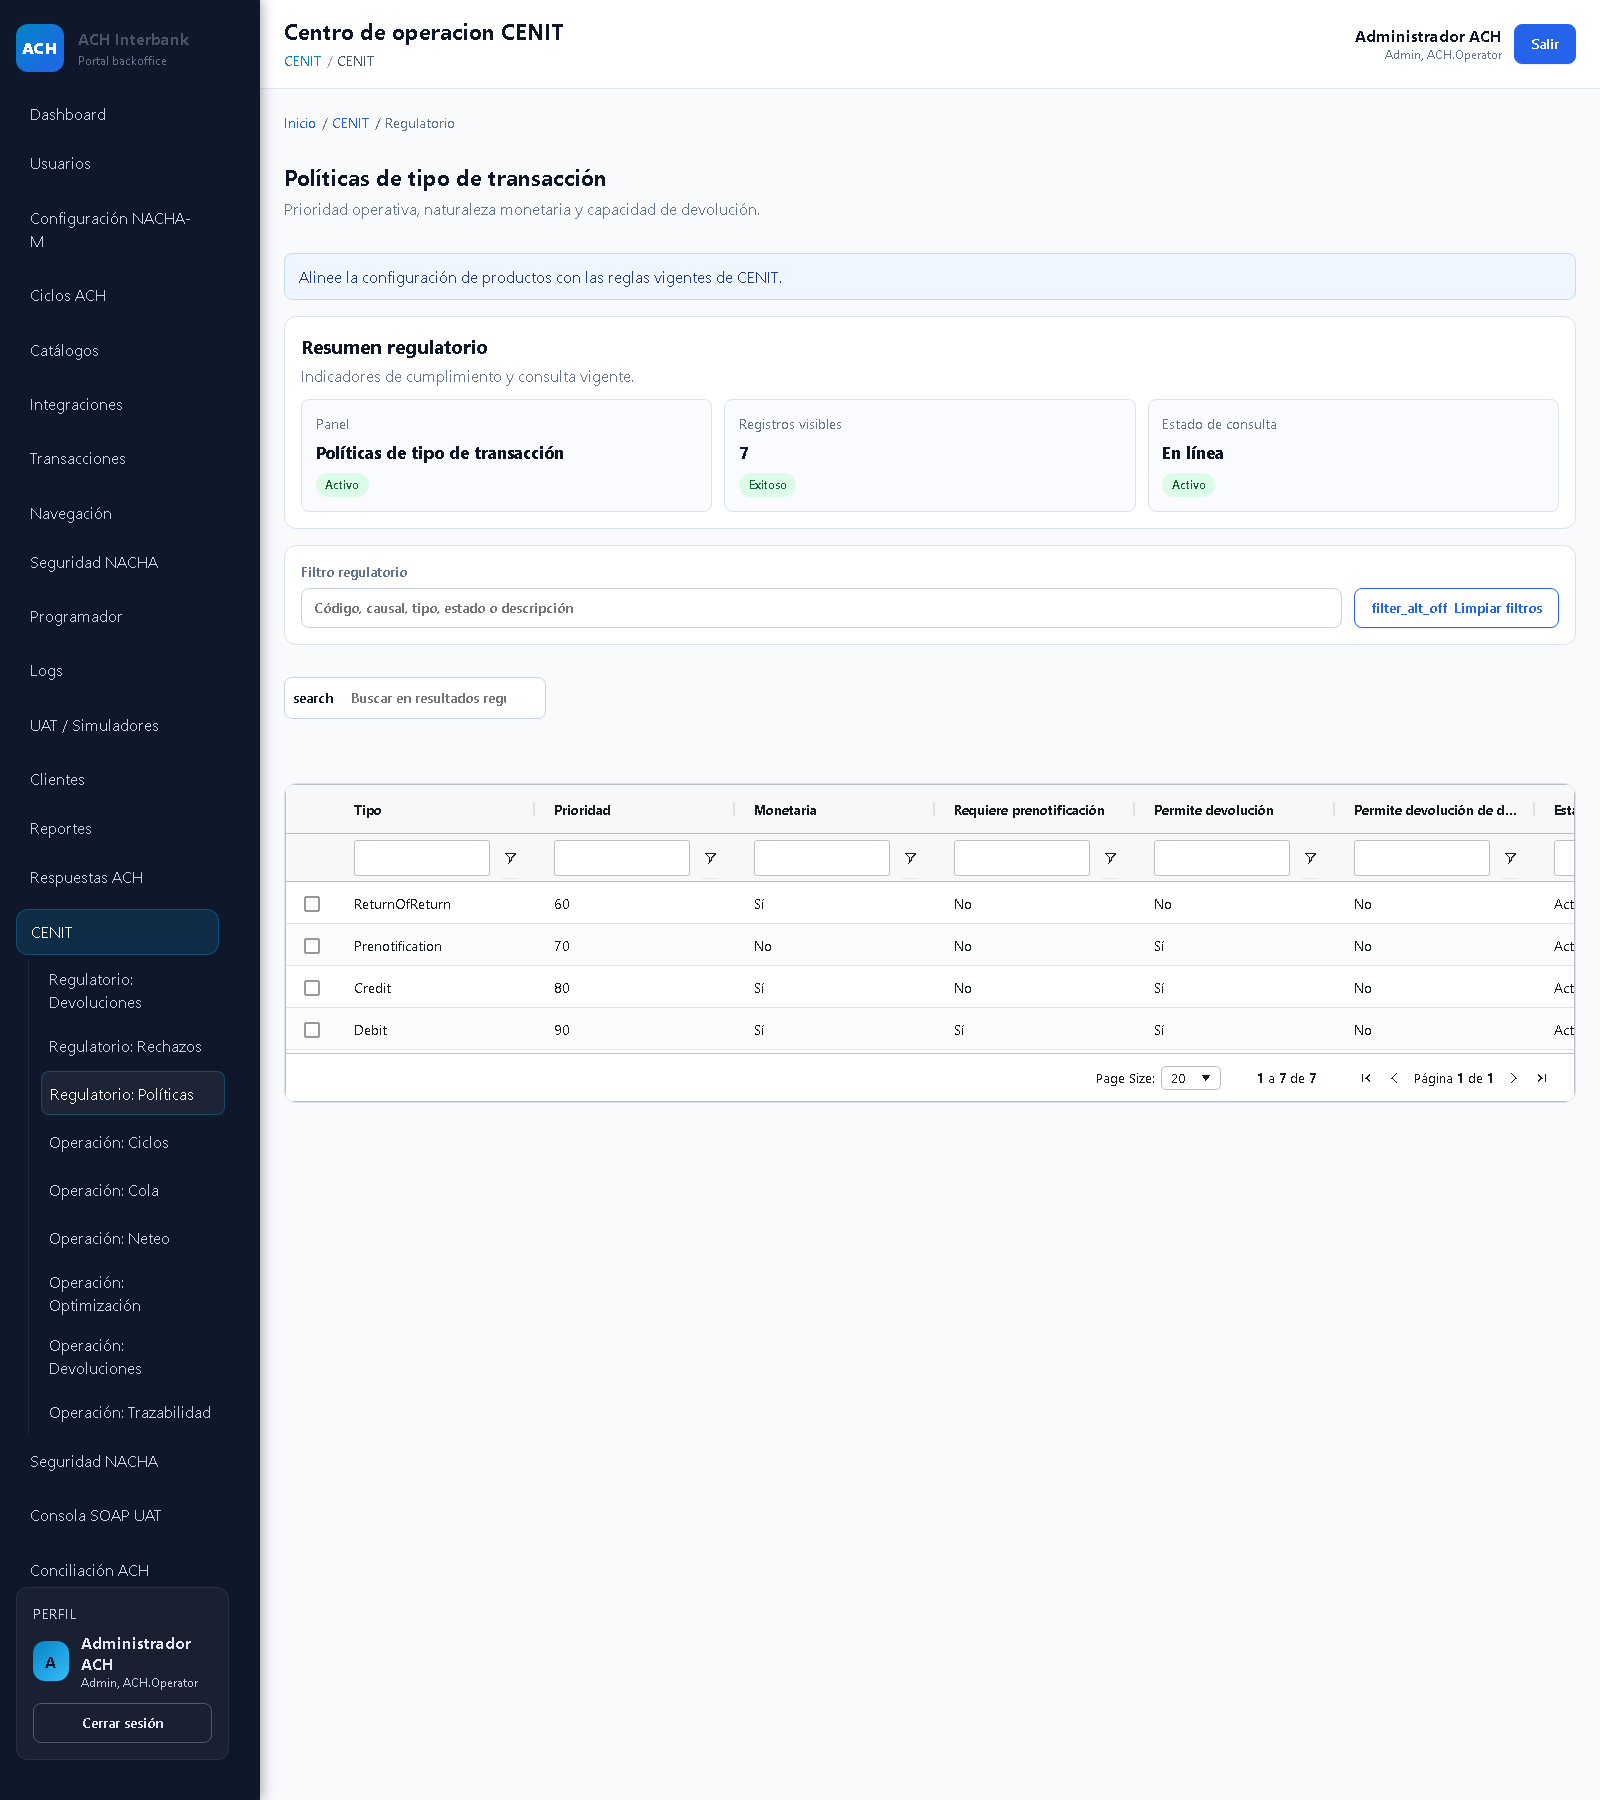 ACH
ACH Interbank
Portal backoffice
Dashboard
Usuarios
Configuración NACHA-
M
Ciclos ACH
Catálogos
Integraciones
Transacciones
Navegación
Seguridad NACHA
Programador
Logs
UAT / Simuladores
Clientes
Reportes
Respuestas ACH
CENIT
Regulatorio:
Devoluciones
Regulatorio: Rechazos
Regulatorio: Políticas
Operación: Ciclos
Operación: Cola
Operación: Neteo
Operación:
Optimización
Operación:
Devoluciones
Operación: Trazabilidad
Seguridad NACHA
Consola SOAP UAT
Conciliación ACH
PERFIL
A
Administrador
ACH
Admin, ACH.Operator
Cerrar sesión
Centro de operacion CENIT
CENIT / CENIT
Administrador ACH
Admin, ACH.Operator
Salir
Inicio / CENIT / Regulatorio
Políticas de tipo de transacción
Prioridad operativa, naturaleza monetaria y capacidad de devolución.
Alinee la configuración de productos con las reglas vigentes de CENIT.
Resumen regulatorio
Indicadores de cumplimiento y consulta vigente.
Panel
Políticas de tipo de transacción
Activo
Registros visibles
7
Exitoso
Estado de consulta
En línea
Activo
Filtro regulatorio
Código, causal, tipo, estado o descripción
filter_alt_off Limpiar filtros
search Buscar en resultados regu
Tipo Prioridad Monetaria Requiere prenotificación Permite devolución Permite devolución de d... Esta
ReturnOfReturn 60 Sí No No No Act
Prenotification 70 No No Sí No Act
Credit 80 Sí No Sí No Act
Debit 90 Sí Sí Sí No Act
Page Size: 20 1 a 7 de 7 Página 1 de 1